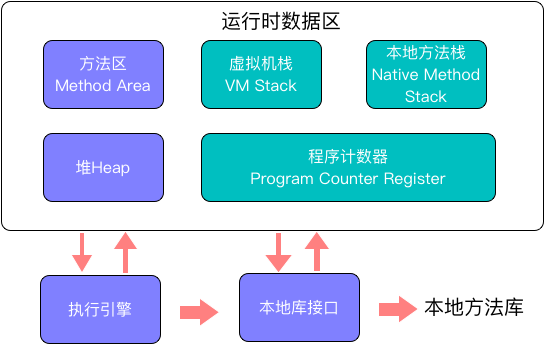 运行时数据区
方法区
Method Area
虚拟机栈
VM Stack
本地方法栈
Native Method
Stack
堆Heap
程序计数器
Program Counter Register
执行引擎
本地库接口
本地方法库